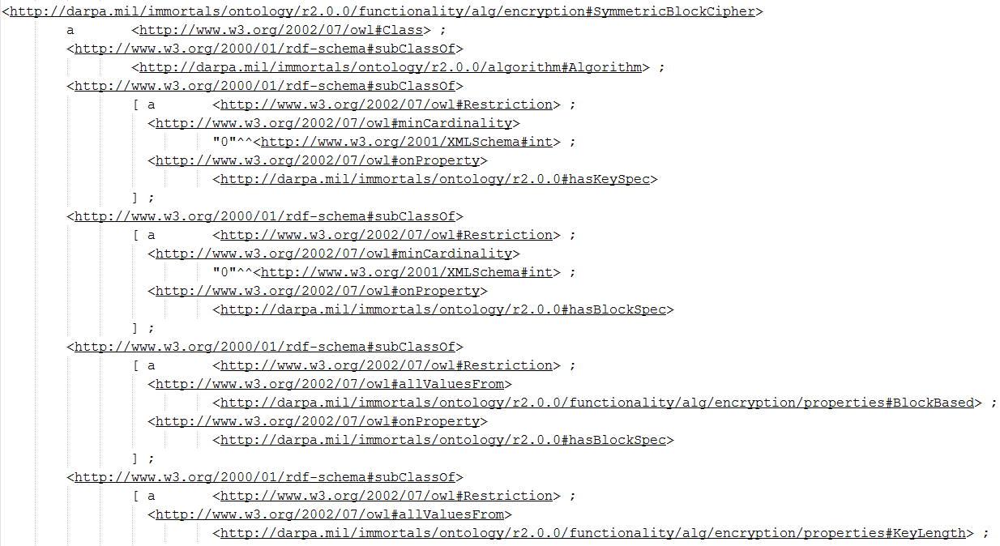 <http://darpa.mil/immortals/ontology/r2.0.0/functionality/alg/encryption#SymmetricBlockCipher>
a <http://www.w3.org/2002/07/owl#Class> ;
<http://www.w3.org/2000/01/rdf-schema#subClassOf>
<http://darpa.mil/immortals/ontology/r2.0.0/algorithm#Algorithm> ;
<http://www.w3.org/2000/01/rdf-schema#subClassOf>
[ a <http://www.w3.org/2002/07/owl#Restriction> ;
<http://www.w3.org/2002/07/owl#minCardinality>
"0"^^<http://www.w3.org/2001/XMLSchema#int> ;
<http://www.w3.org/2002/07/owl#onProperty>
<http://darpa.mil/immortals/ontology/r2.0.0#hasKeySpec>
] ;
<http://www.w3.org/2000/01/rdf-schema#subClassOf>
[ a <http://www.w3.org/2002/07/owl#Restriction> ;
<http://www.w3.org/2002/07/owl#minCardinality>
"0"^^<http://www.w3.org/2001/XMLSchema#int> ;
<http://www.w3.org/2002/07/owl#onProperty>
<http://darpa.mil/immortals/ontology/r2.0.0#hasBlockSpec>
] ;
<http://www.w3.org/2000/01/rdf-schema#subClassOf>
[ a <http://www.w3.org/2002/07/owl#Restriction> ;
<http://www.w3.org/2002/07/owl#allValuesFrom>
<http://darpa.mil/immortals/ontology/r2.0.0/functionality/alg/encryption/properties#BlockBased> ;
<http://www.w3.org/2002/07/owl#onProperty>
<http://darpa.mil/immortals/ontology/r2.0.0#hasBlockSpec>
] ;
<http://www.w3.org/2000/01/rdf-schema#subClassOf>
[ a <http://www.w3.org/2002/07/owl#Restriction> ;
<http://www.w3.org/2002/07/owl#allValuesFrom>
<http://darpa.mil/immortals/ontology/r2.0.0/functionality/alg/encryption/properties#KeyLength> ;